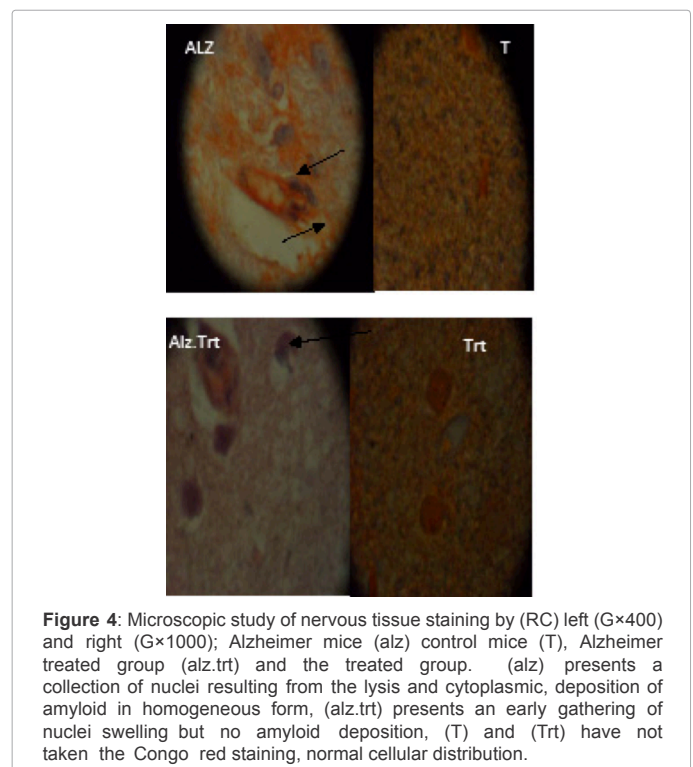 ALZ T
Alz.Trt Trt
Figure 4: Microscopic study of nervous tissue staining by (RC) left (G×400)
and right (G×1000); Alzheimer mice (alz) control mice (T), Alzheimer
treated group (alz.trt) and the treated group. (alz) presents a
collection of nuclei resulting from the lysis and cytoplasmic, deposition of
amyloid in homogeneous form, (alz.trt) presents an early gathering of
nuclei swelling but no amyloid deposition, (T) and (Trt) have not
taken the Congo red staining, normal cellular distribution.